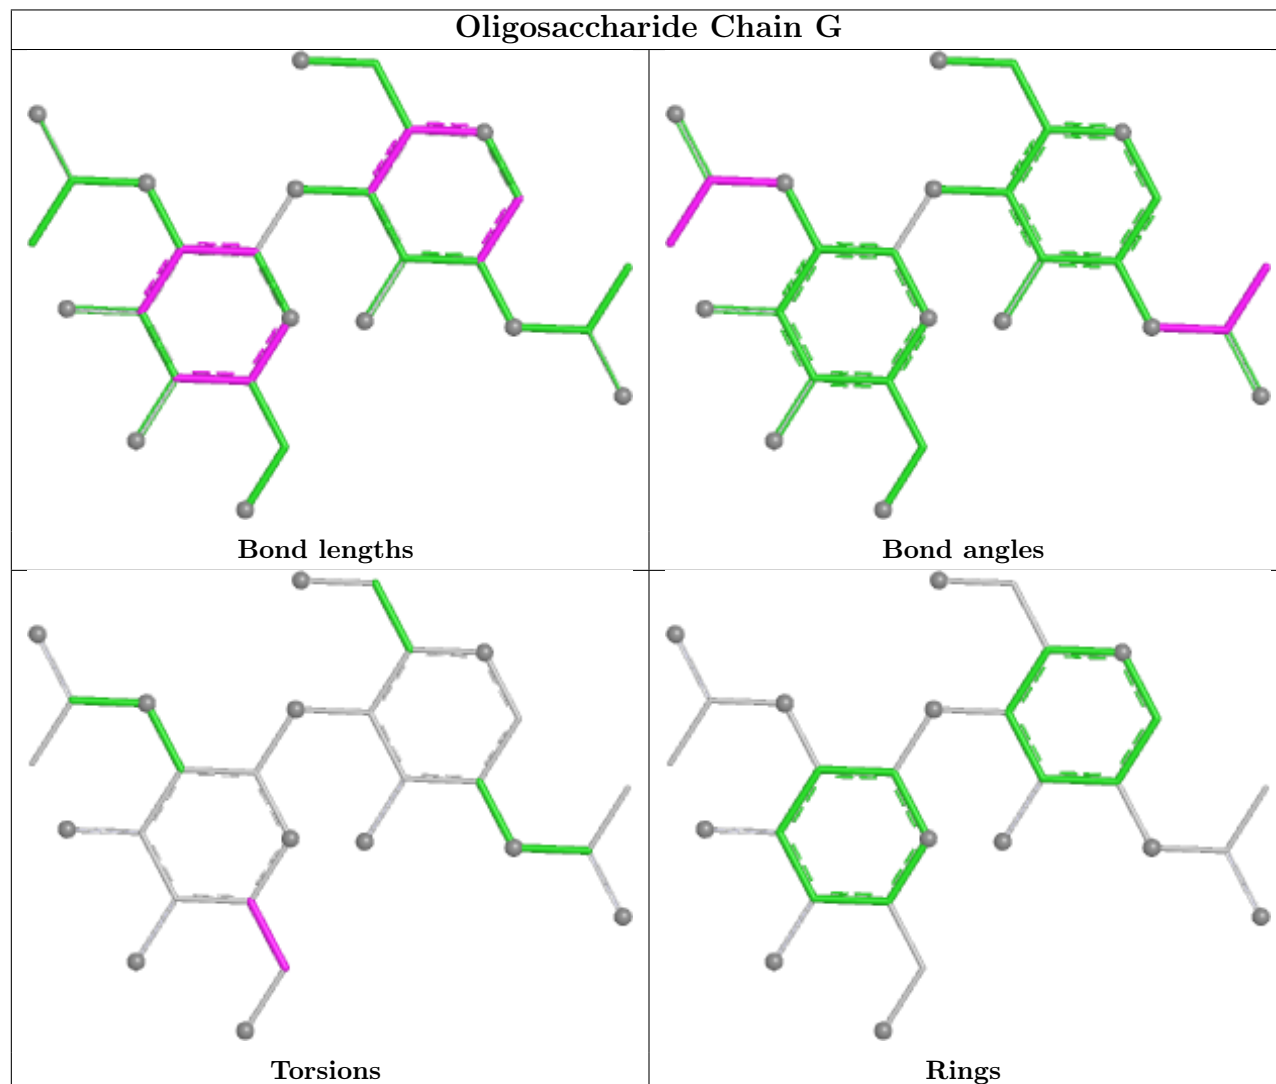 Oligosaccharide Chain G
Bond lengths
Bond angles
Torsions
Rings